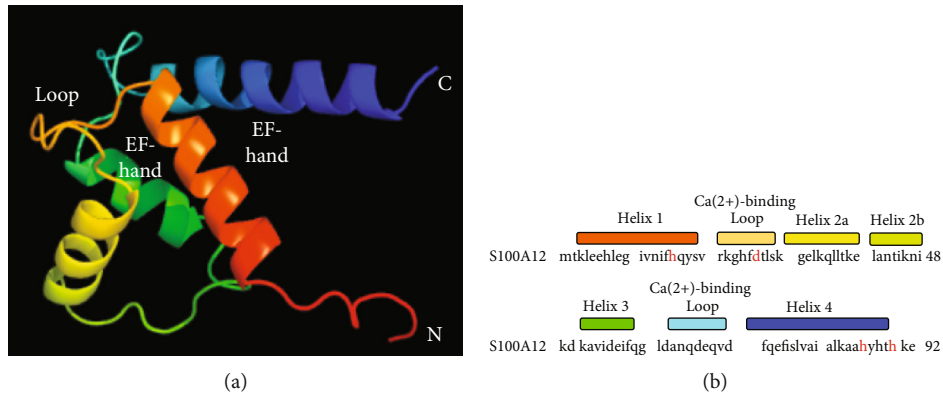 Loop
EF-
hand
EF-
hand
C
N
(a)
Ca(2+)-binding
Helix 1 Loop Helix 2a Helix 2b
S100A12 mtkleehleg ivnifhqysv rkghfdtlsk gelkqlltke lantikni 48
Ca(2+)-binding
Helix 3 Loop Helix 4
S100A12 kd kavideifqg ldanqdeqvd fqefislvai alkaahyhth ke 92
(b)